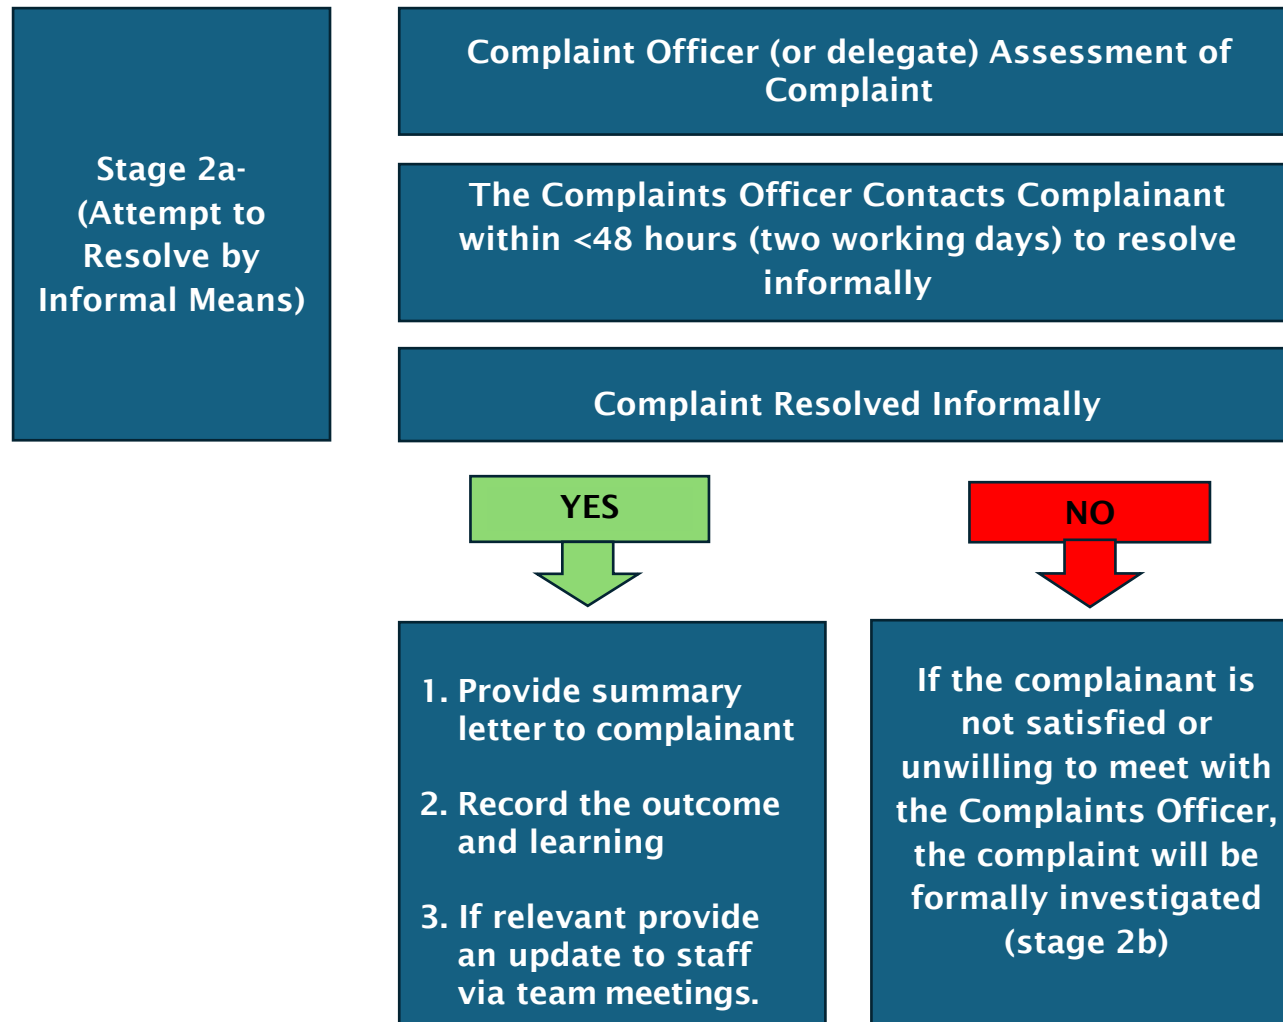 Stage 2a-
(Attempt to
Resolve by
Informal Means)
Complaint Officer (or delegate) Assessment of
Complaint
The Complaints Officer Contacts Complainant
within <48 hours (two working days) to resolve
informally
Complaint Resolved Informally
YES
NO
1. Provide summary
letter to complainant
2. Record the outcome
and learning
3. If relevant provide
an update to staff
via team meetings.
If the complainant is
not satisfied or
unwilling to meet with
the Complaints Officer,
the complaint will be
formally investigated
(stage 2b)